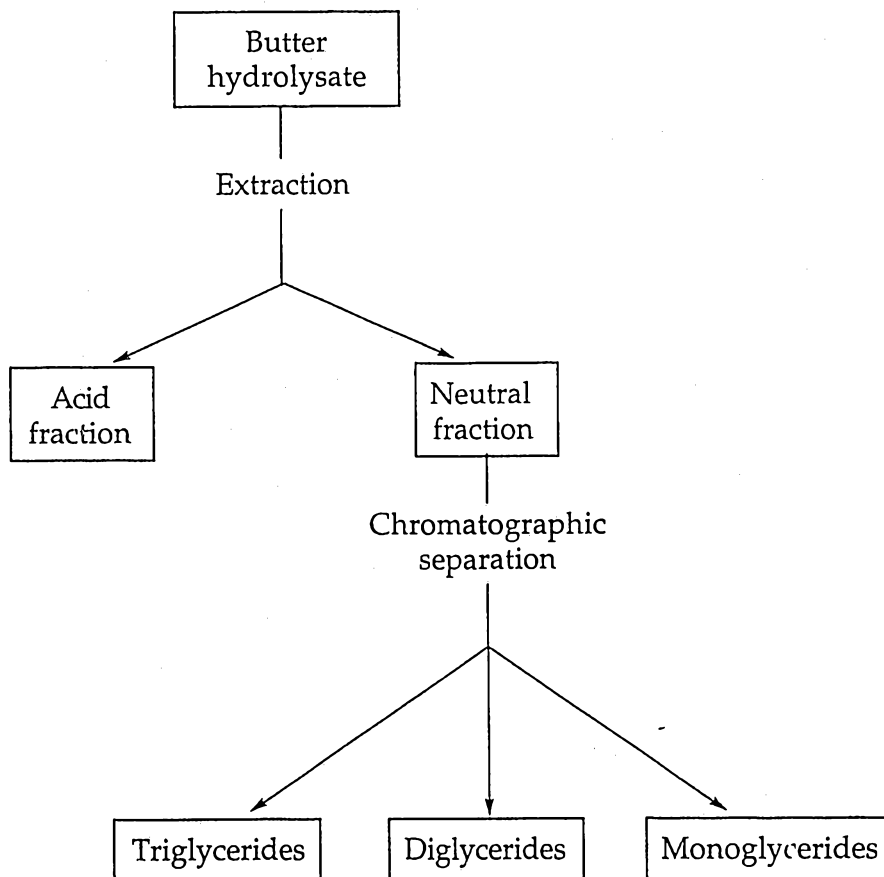 Butter
hydrolysate
Extraction
Acid
fraction
Neutral
fraction
Chromatographic
separation
Triglycerides
Diglycerides
Monoglycerides